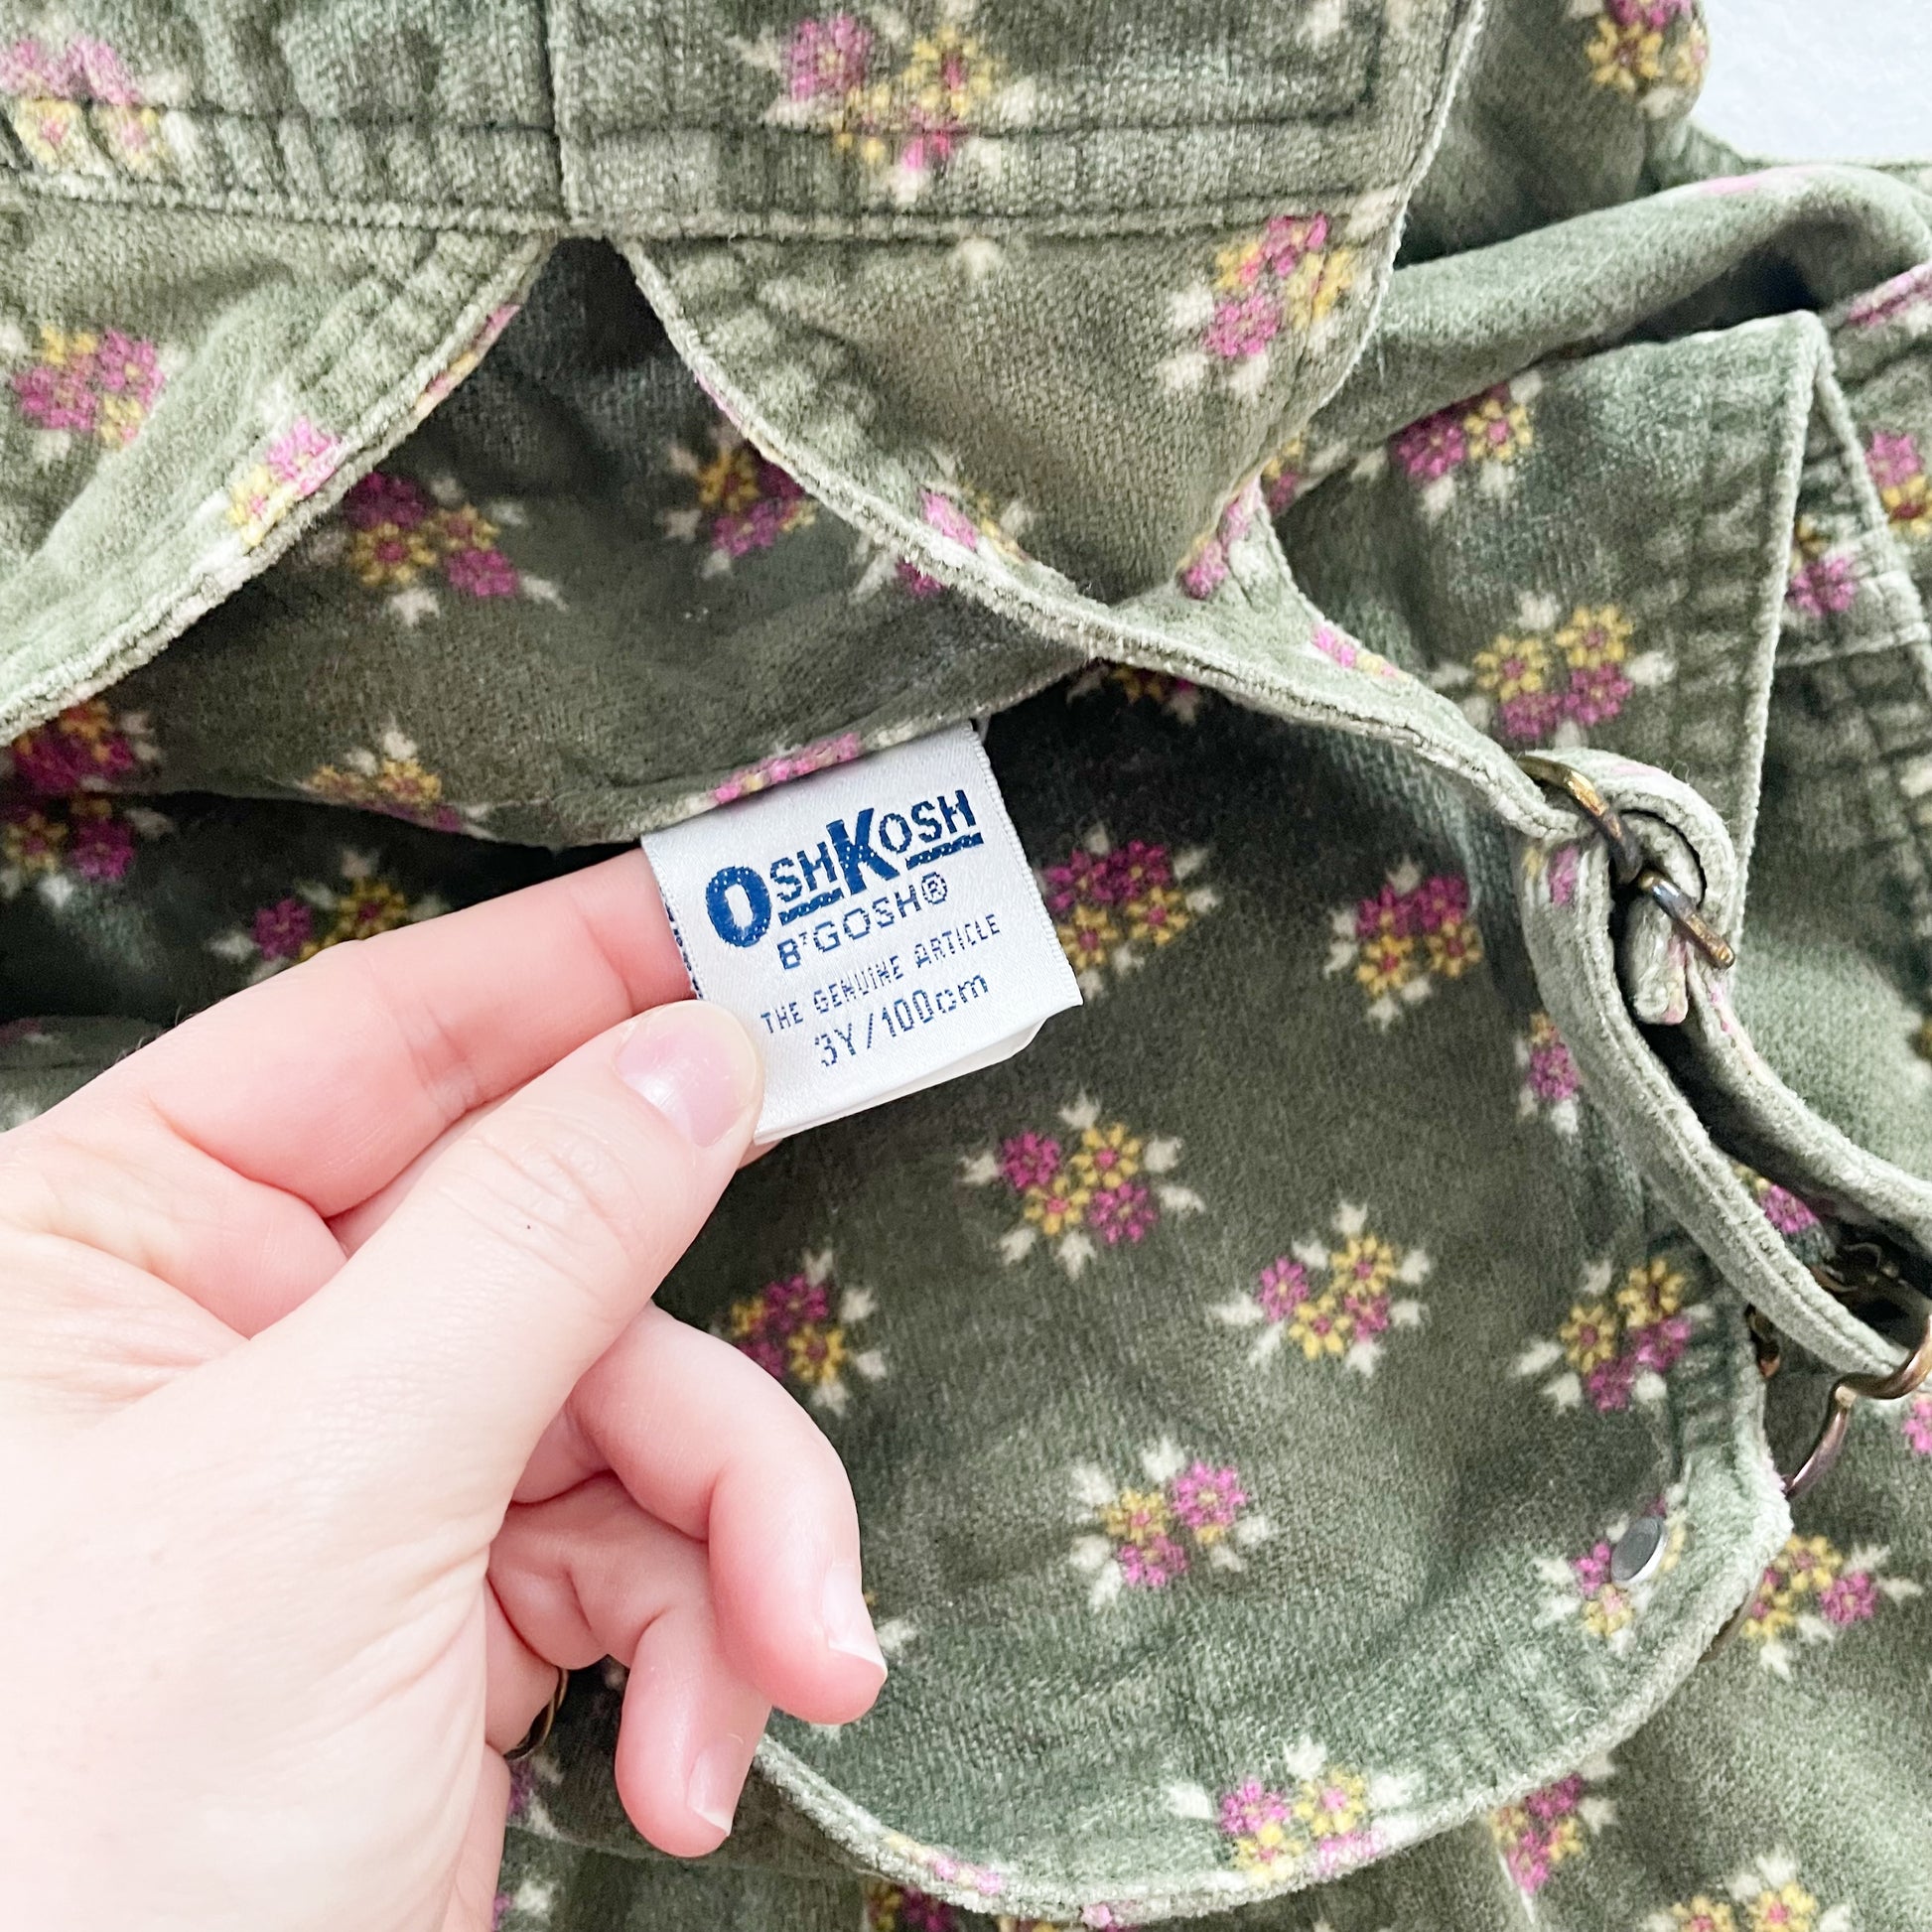 OSHKOSH
B'GOSH®
THE GENUINE ARTICLE
3Y/100cm